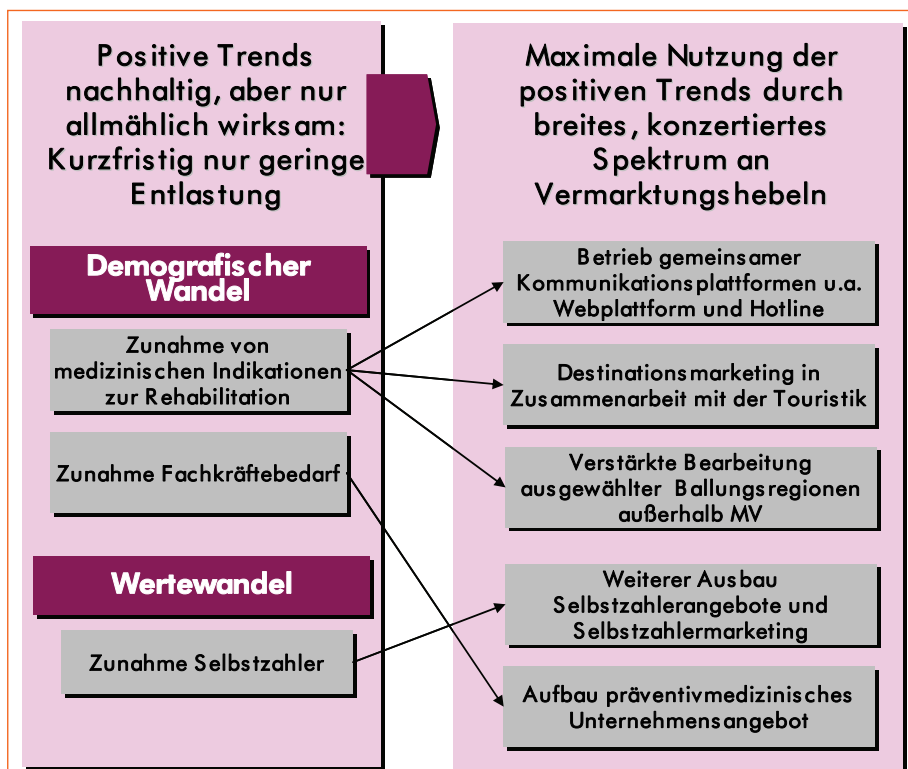 Positive Trends
nachhaltig, aber nur
allmählich wirksam:
Kurzfristig nur geringe
Entlastung
Demografischer
Wandel
Zunahme von
medizinischen Indikationen
zur Rehabilitation
Zunahme Fachkräftebedarf
Wertewandel
Zunahme Selbstzahler
Maximale Nutzung der
positiven Trends durch
breites, konzertiertes
Spektrum an
Vermarktungshebeln
Betrieb gemeinsamer
Kommunikationsplattformen u.a.
Webplattform und Hotline
Destinationsmarketing in
Zusammenarbeit mit der Touristik
Verstärkte Bearbeitung
ausgewählter Ballungsregionen
außerhalb MV
Weiterer Ausbau
Selbstzahlerangebote und
Selbstzahlermarketing
Aufbau präventivmedizinisches
Unternehmensangebot